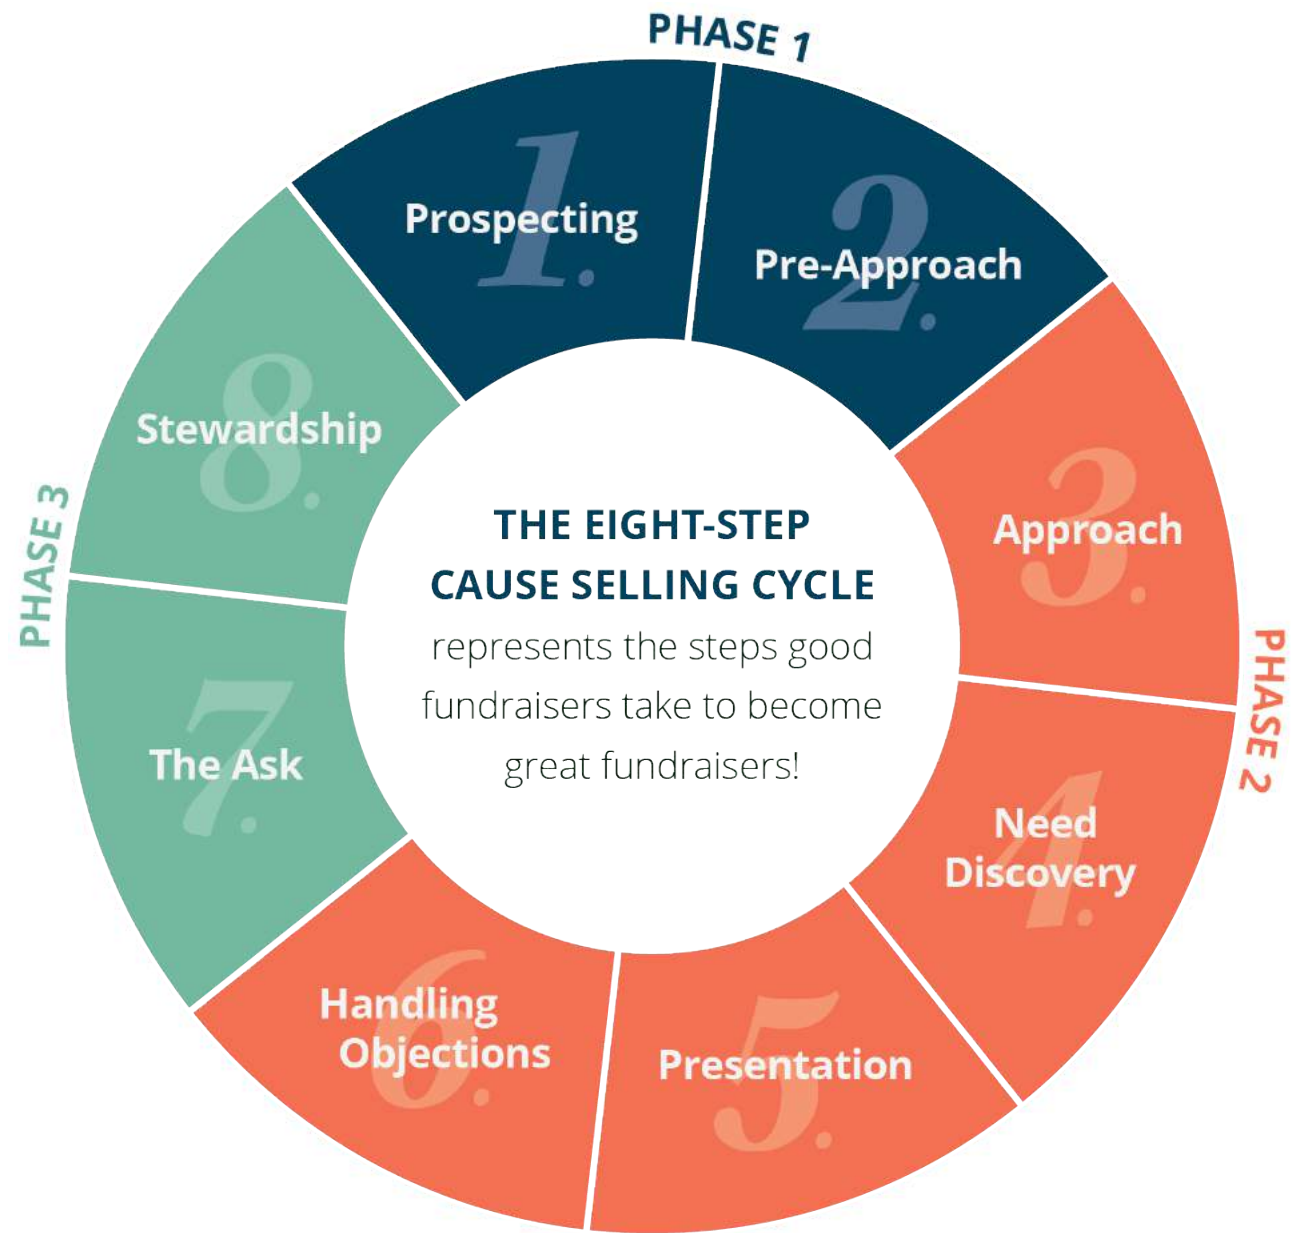 PHASE 1
1.
Prospecting
2.
Pre-Approach
PHASE 2
3.
Approach
4.
Need
Discovery
5.
Presentation
6.
Handling
Objections
PHASE 3
7.
The Ask
8.
Stewardship
THE EIGHT-STEP
CAUSE SELLING CYCLE
represents the steps good
fundraisers take to become
great fundraisers!